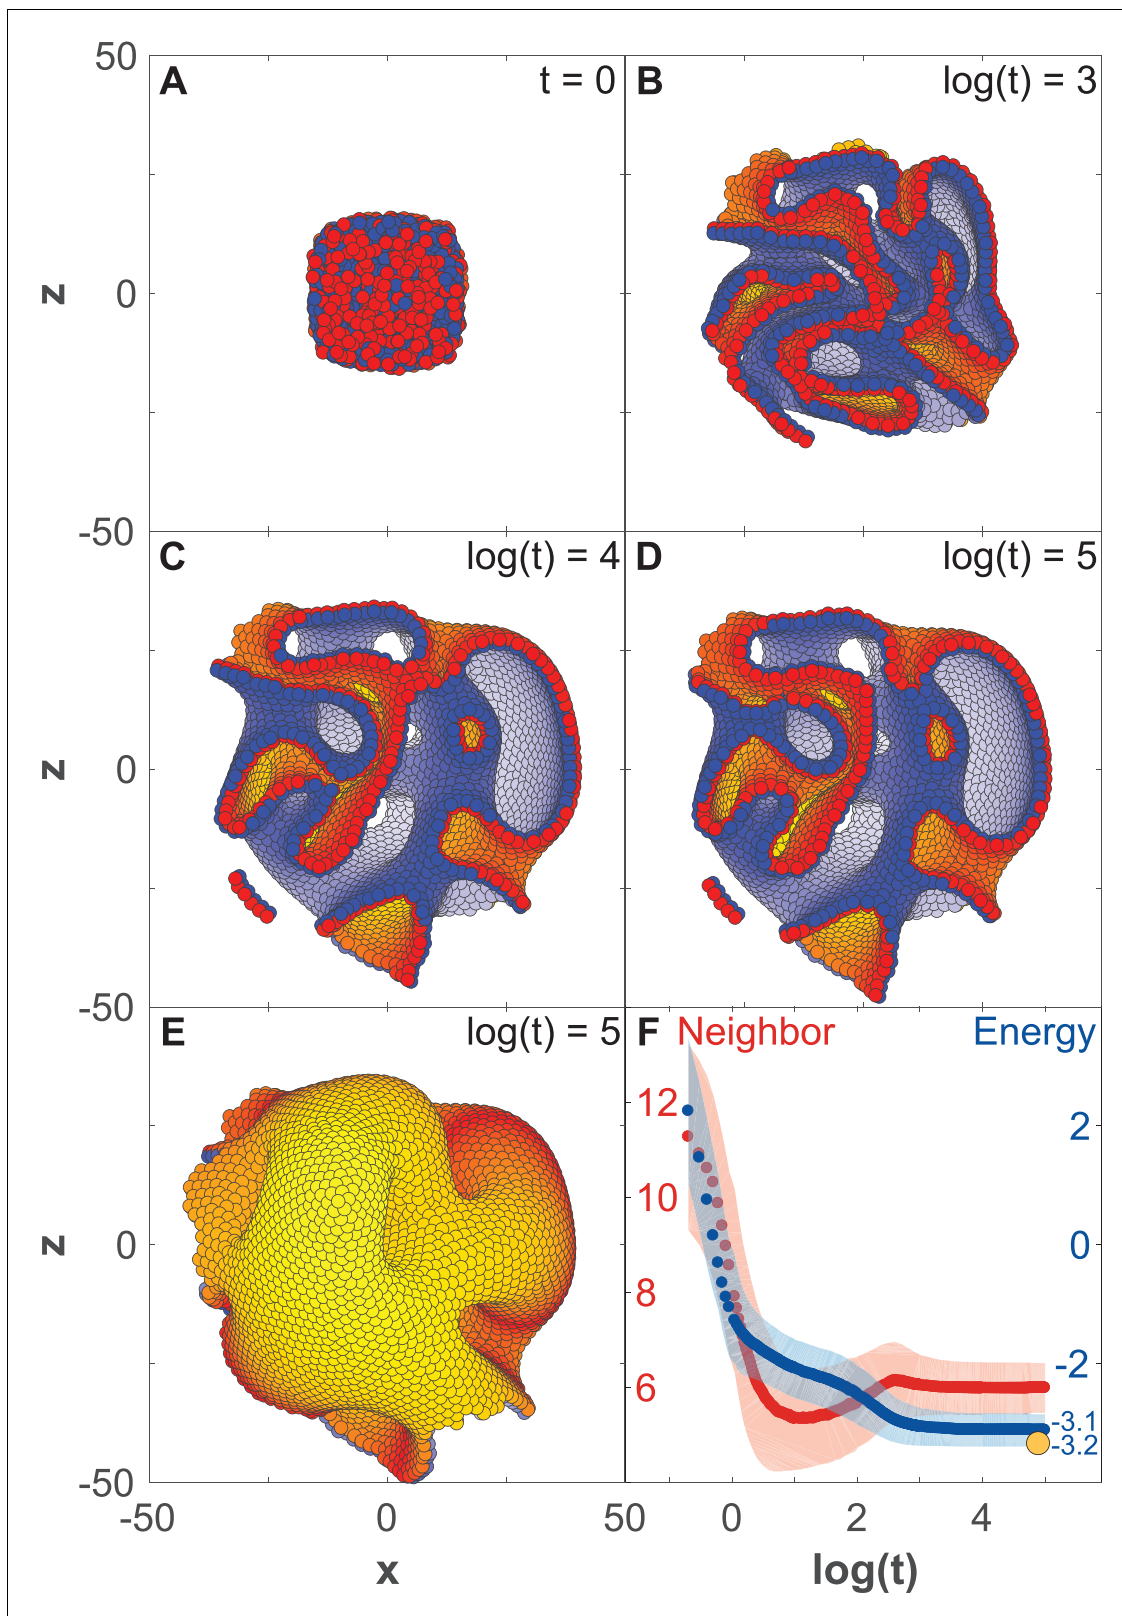 50
A
t = 0
B
log(t) = 3
z
0
-50
C
log(t) = 4
D
log(t) = 5
z
0
-50
E
log(t) = 5
F
Neighbor
Energy
12
2
10
z
0
0
8
-2
6
-3.1
-3.2
-50
-50
0
50
0
2
4
x
log(t)